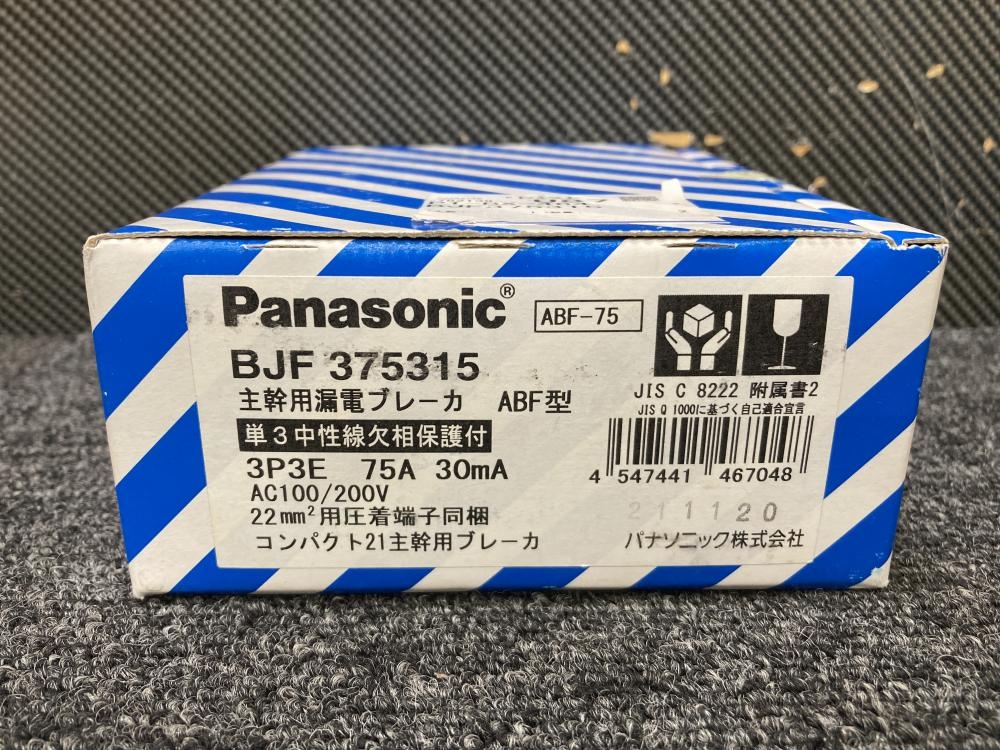 Panasonic®
ABF-75
BJF 375315
主幹用漏電ブレーカ ABF型
単3中性線欠相保護付
3P3E 75A 30mA
AC100/200V
22mm²用圧着端子同梱
コンパクト21主幹用ブレーカ
JIS C 8222 附属書2
JIS Q 1000に基づく自己適合宣言
4 547441 467048
211120
パナソニック株式会社